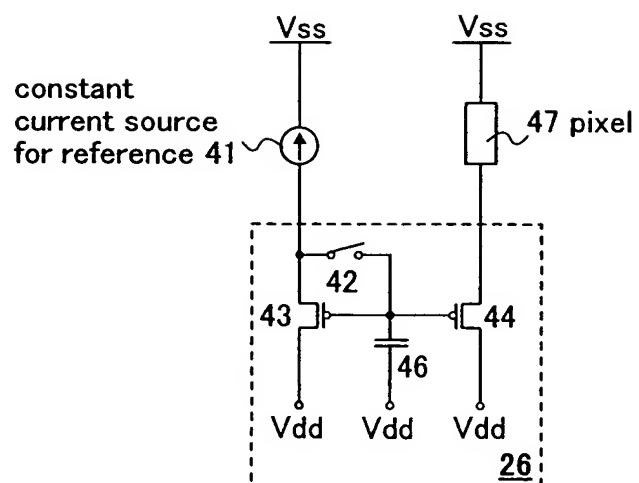 Vss
Vss
constant
current source
for reference 41
47 pixel
42
43
44
46
Vdd
Vdd
Vdd
26